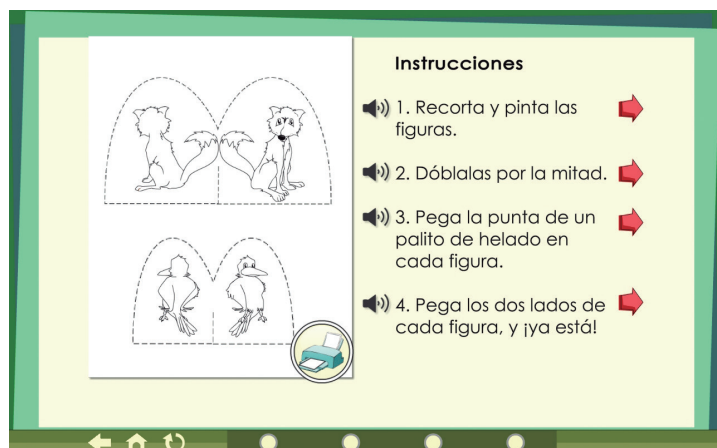 Instrucciones
1. Recorta y pinta las
figuras.
2. Dóblalas por la mitad.
3. Pega la punta de un
palito de helado en
cada figura.
4. Pega los dos lados de
cada figura, y ¡ya está!